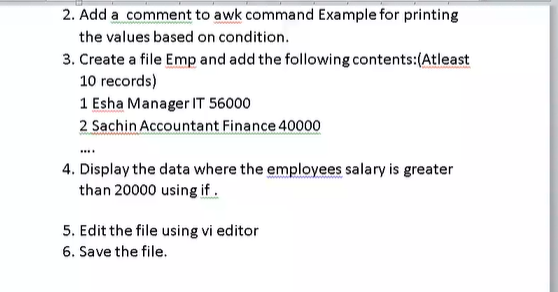 2. Add a comment to awk command Example for printing
the values based on condition.
3. Create a file Emp and add the following contents:(Atleast
10 records)
1 Esha Manager IT 56000
2 Sachin Accountant Finance 40000
....
4. Display the data where the employees salary is greater
than 20000 using if .
5. Edit the file using vi editor
6. Save the file.